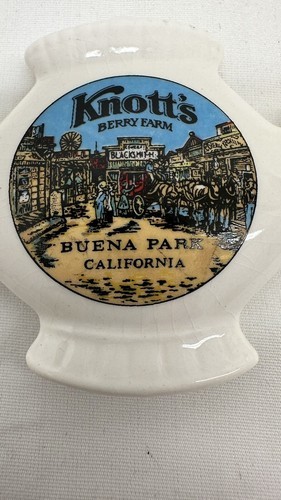 Knott's
BERRY FARM
BLACKSMITH
BUENA PARK
CALIFORNIA